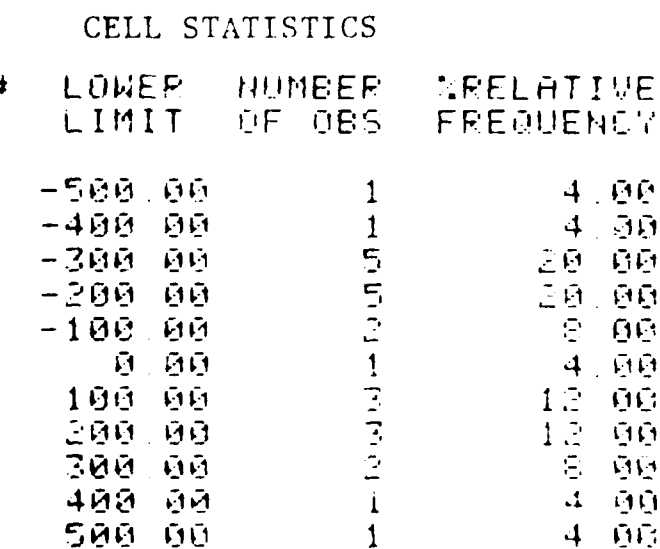 CELL STATISTICS
# LOWER NUMBER %RELATIVE
LIMIT OF OBS FREQUENCY
-500.00 1 4.00
-400.00 1 4.00
-300.00 5 20.00
-200.00 5 20.00
-100.00 2 8.00
0.00 1 4.00
100.00 3 12.00
200.00 3 12.00
300.00 2 8.00
400.00 1 4.00
500.00 1 4.00